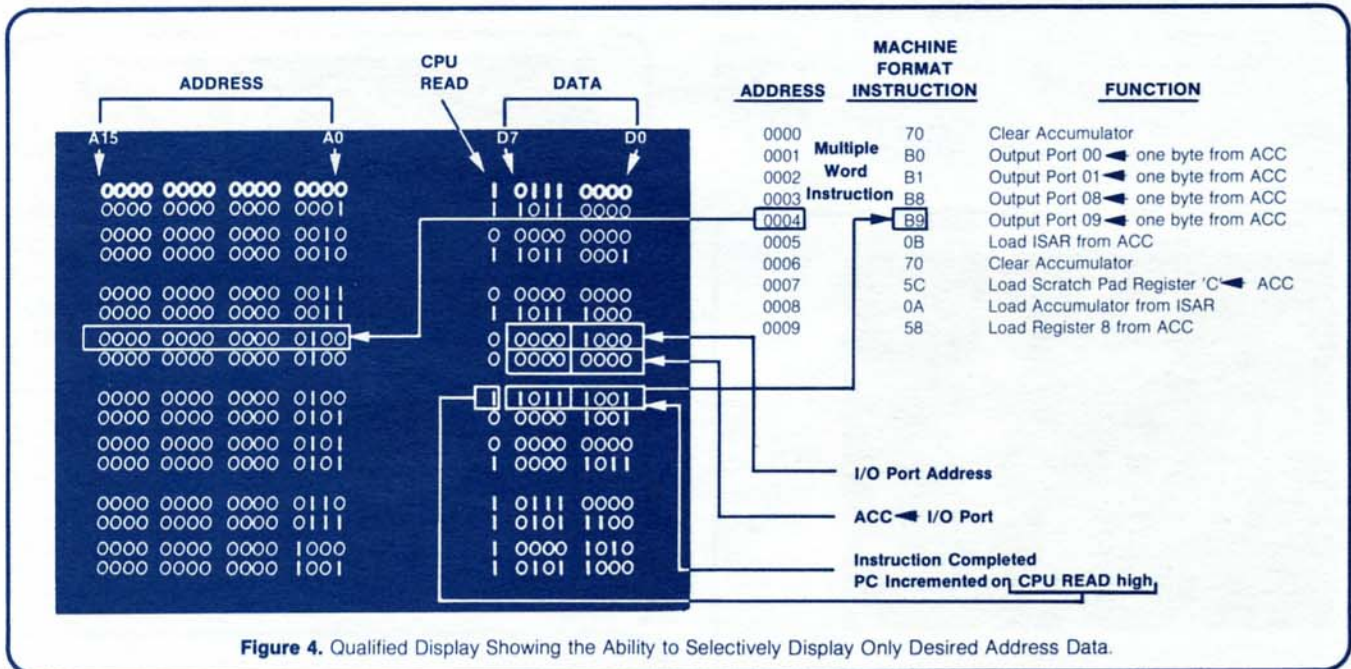 ADDRESS
CPU
READ
DATA
A15 A0 D7 D0
0000 0000 0000 0000 1 0111 0000
0000 0000 0000 0001 1 1011 0000
0000 0000 0000 0010 0 0000 0000
0000 0000 0000 0010 1 1011 0001
0000 0000 0000 0011 0 0000 0000
0000 0000 0000 0011 1 1011 1000
0000 0000 0000 0100 0 0000 1000
0000 0000 0000 0100 0 0000 0000
0000 0000 0000 0100 1 1011 1001
0000 0000 0000 0101 0 0000 1001
0000 0000 0000 0101 0 0000 0000
0000 0000 0000 0101 1 0000 1011
0000 0000 0000 0110 1 0111 0000
0000 0000 0000 0111 1 0101 1100
0000 0000 0000 1000 1 0000 1010
0000 0000 0000 1001 1 0101 1000
MACHINE
FORMAT
ADDRESS INSTRUCTION FUNCTION
0000 70 Clear Accumulator
0001 B0 Output Port 00 ◄ one byte from ACC
0002 B1 Output Port 01 ◄ one byte from ACC
0003 B8 Output Port 08 ◄ one byte from ACC
0004 B9 Output Port 09 ◄ one byte from ACC
0005 0B Load ISAR from ACC
0006 70 Clear Accumulator
0007 5C Load Scratch Pad Register 'C' ◄ ACC
0008 0A Load Accumulator from ISAR
0009 58 Load Register 8 from ACC
Multiple
Word
Instruction
I/O Port Address
ACC ◄ I/O Port
Instruction Completed
PC Incremented on CPU READ high
Figure 4. Qualified Display Showing the Ability to Selectively Display Only Desired Address Data.